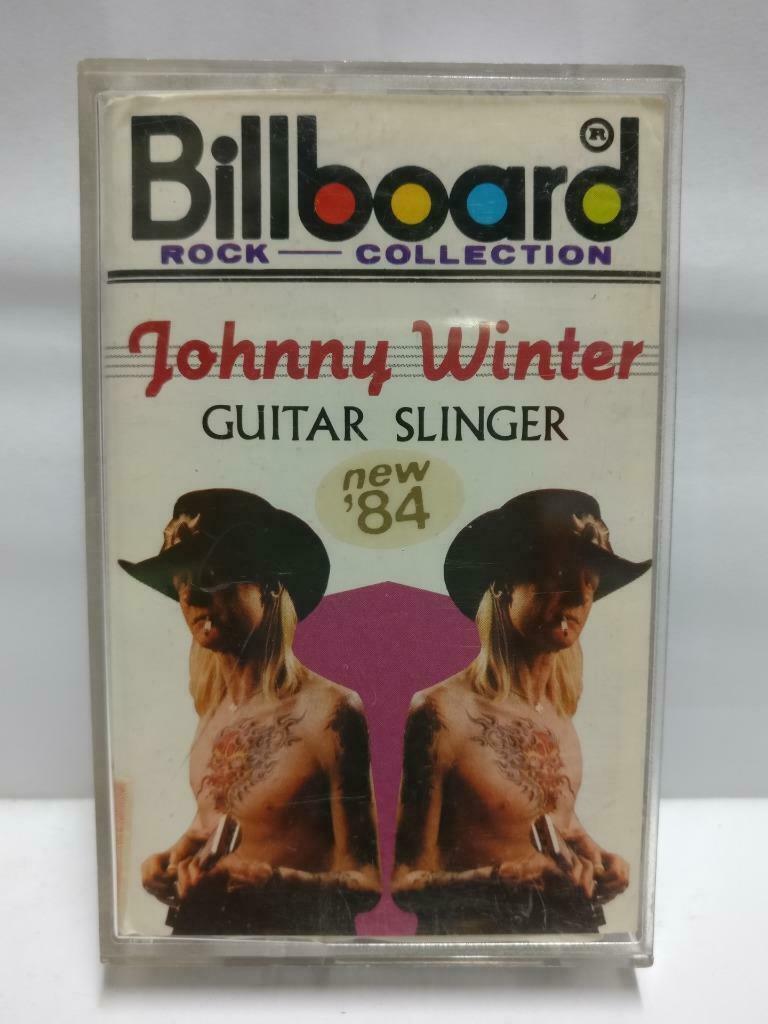 Billboard®
ROCK — COLLECTION
Johnny Winter
GUITAR SLINGER
new
'84